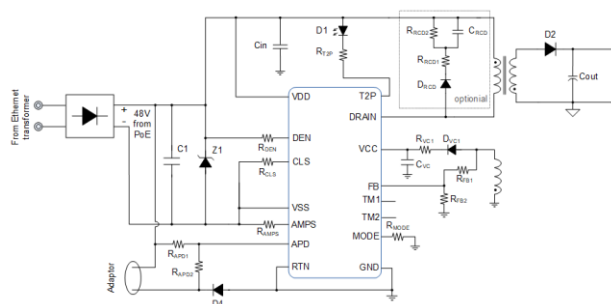 D1
RRCD2
CRCD
D2
Cin
RT2P
RRCD1
Cout
DRCD
optional
VDD
T2P
DRAIN
From Ethernet
transformer
+
-
48V
from
PoE
C1
Z1
RDEN
DEN
RCLS
CLS
VCC
RVC1
DVC1
CVC
FB
RFB1
RFB2
TM1
TM2
VSS
RAMPS
AMPS
RMODE
MODE
Adaptor
RAPD1
APD
RAPD2
RTN
GND